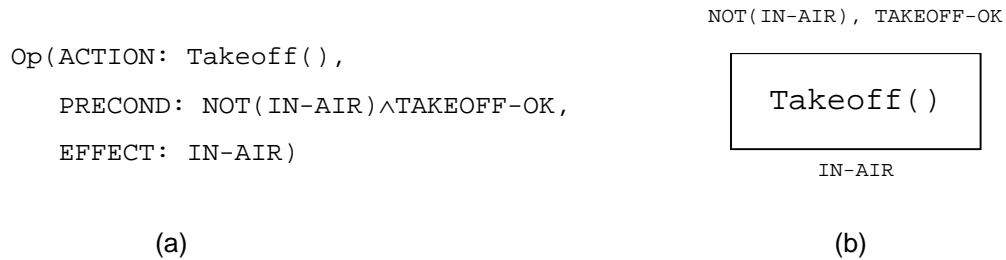 Op(ACTION: Takeoff(),
PRECOND: NOT(IN-AIR)∧TAKEOFF-OK,
EFFECT: IN-AIR)
(a)
NOT(IN-AIR), TAKEOFF-OK
Takeoff()
IN-AIR
(b)